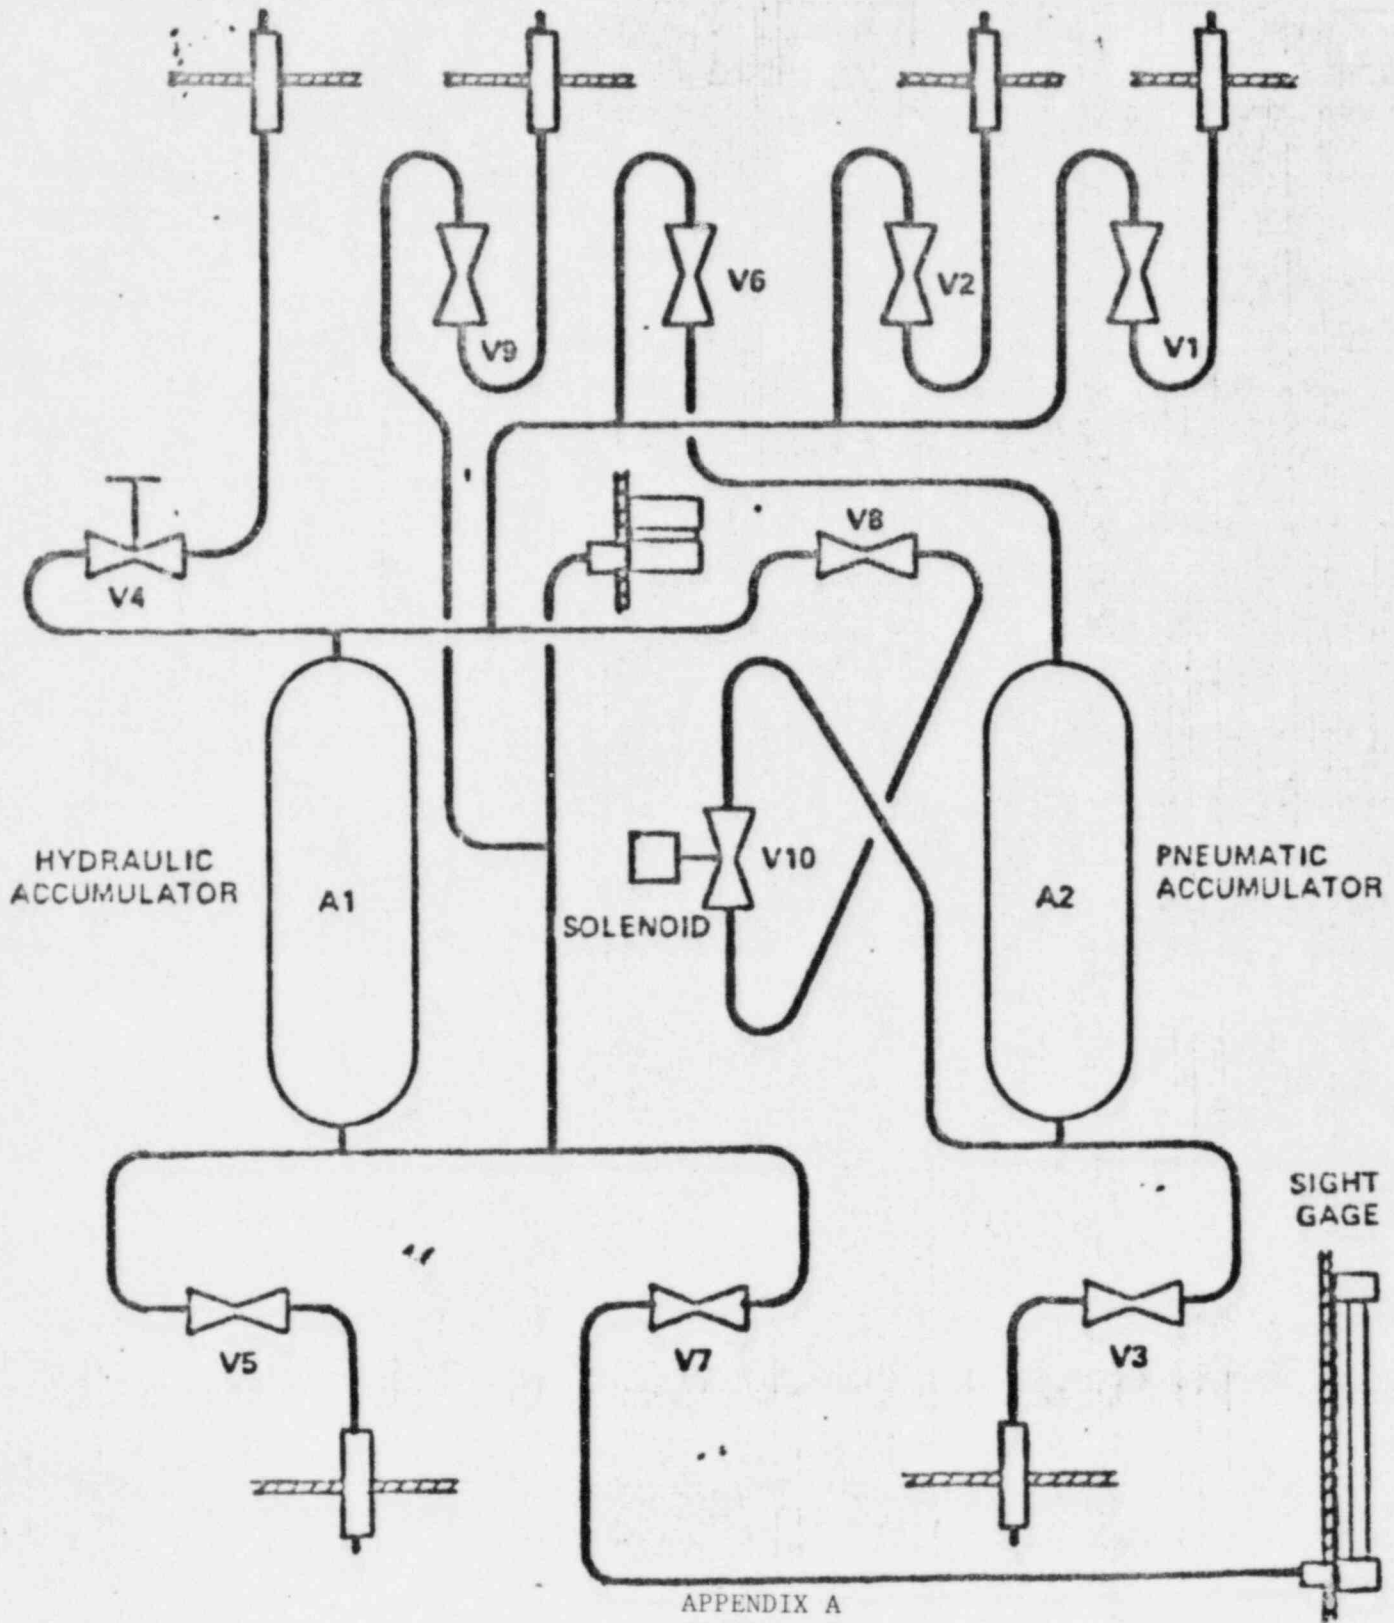 V6
V2
V9
V1
V8
V4
HYDRAULIC
ACCUMULATOR
A1
V10
SOLENOID
A2
PNEUMATIC
ACCUMULATOR
SIGHT
GAGE
V5
V7
V3
APPENDIX A